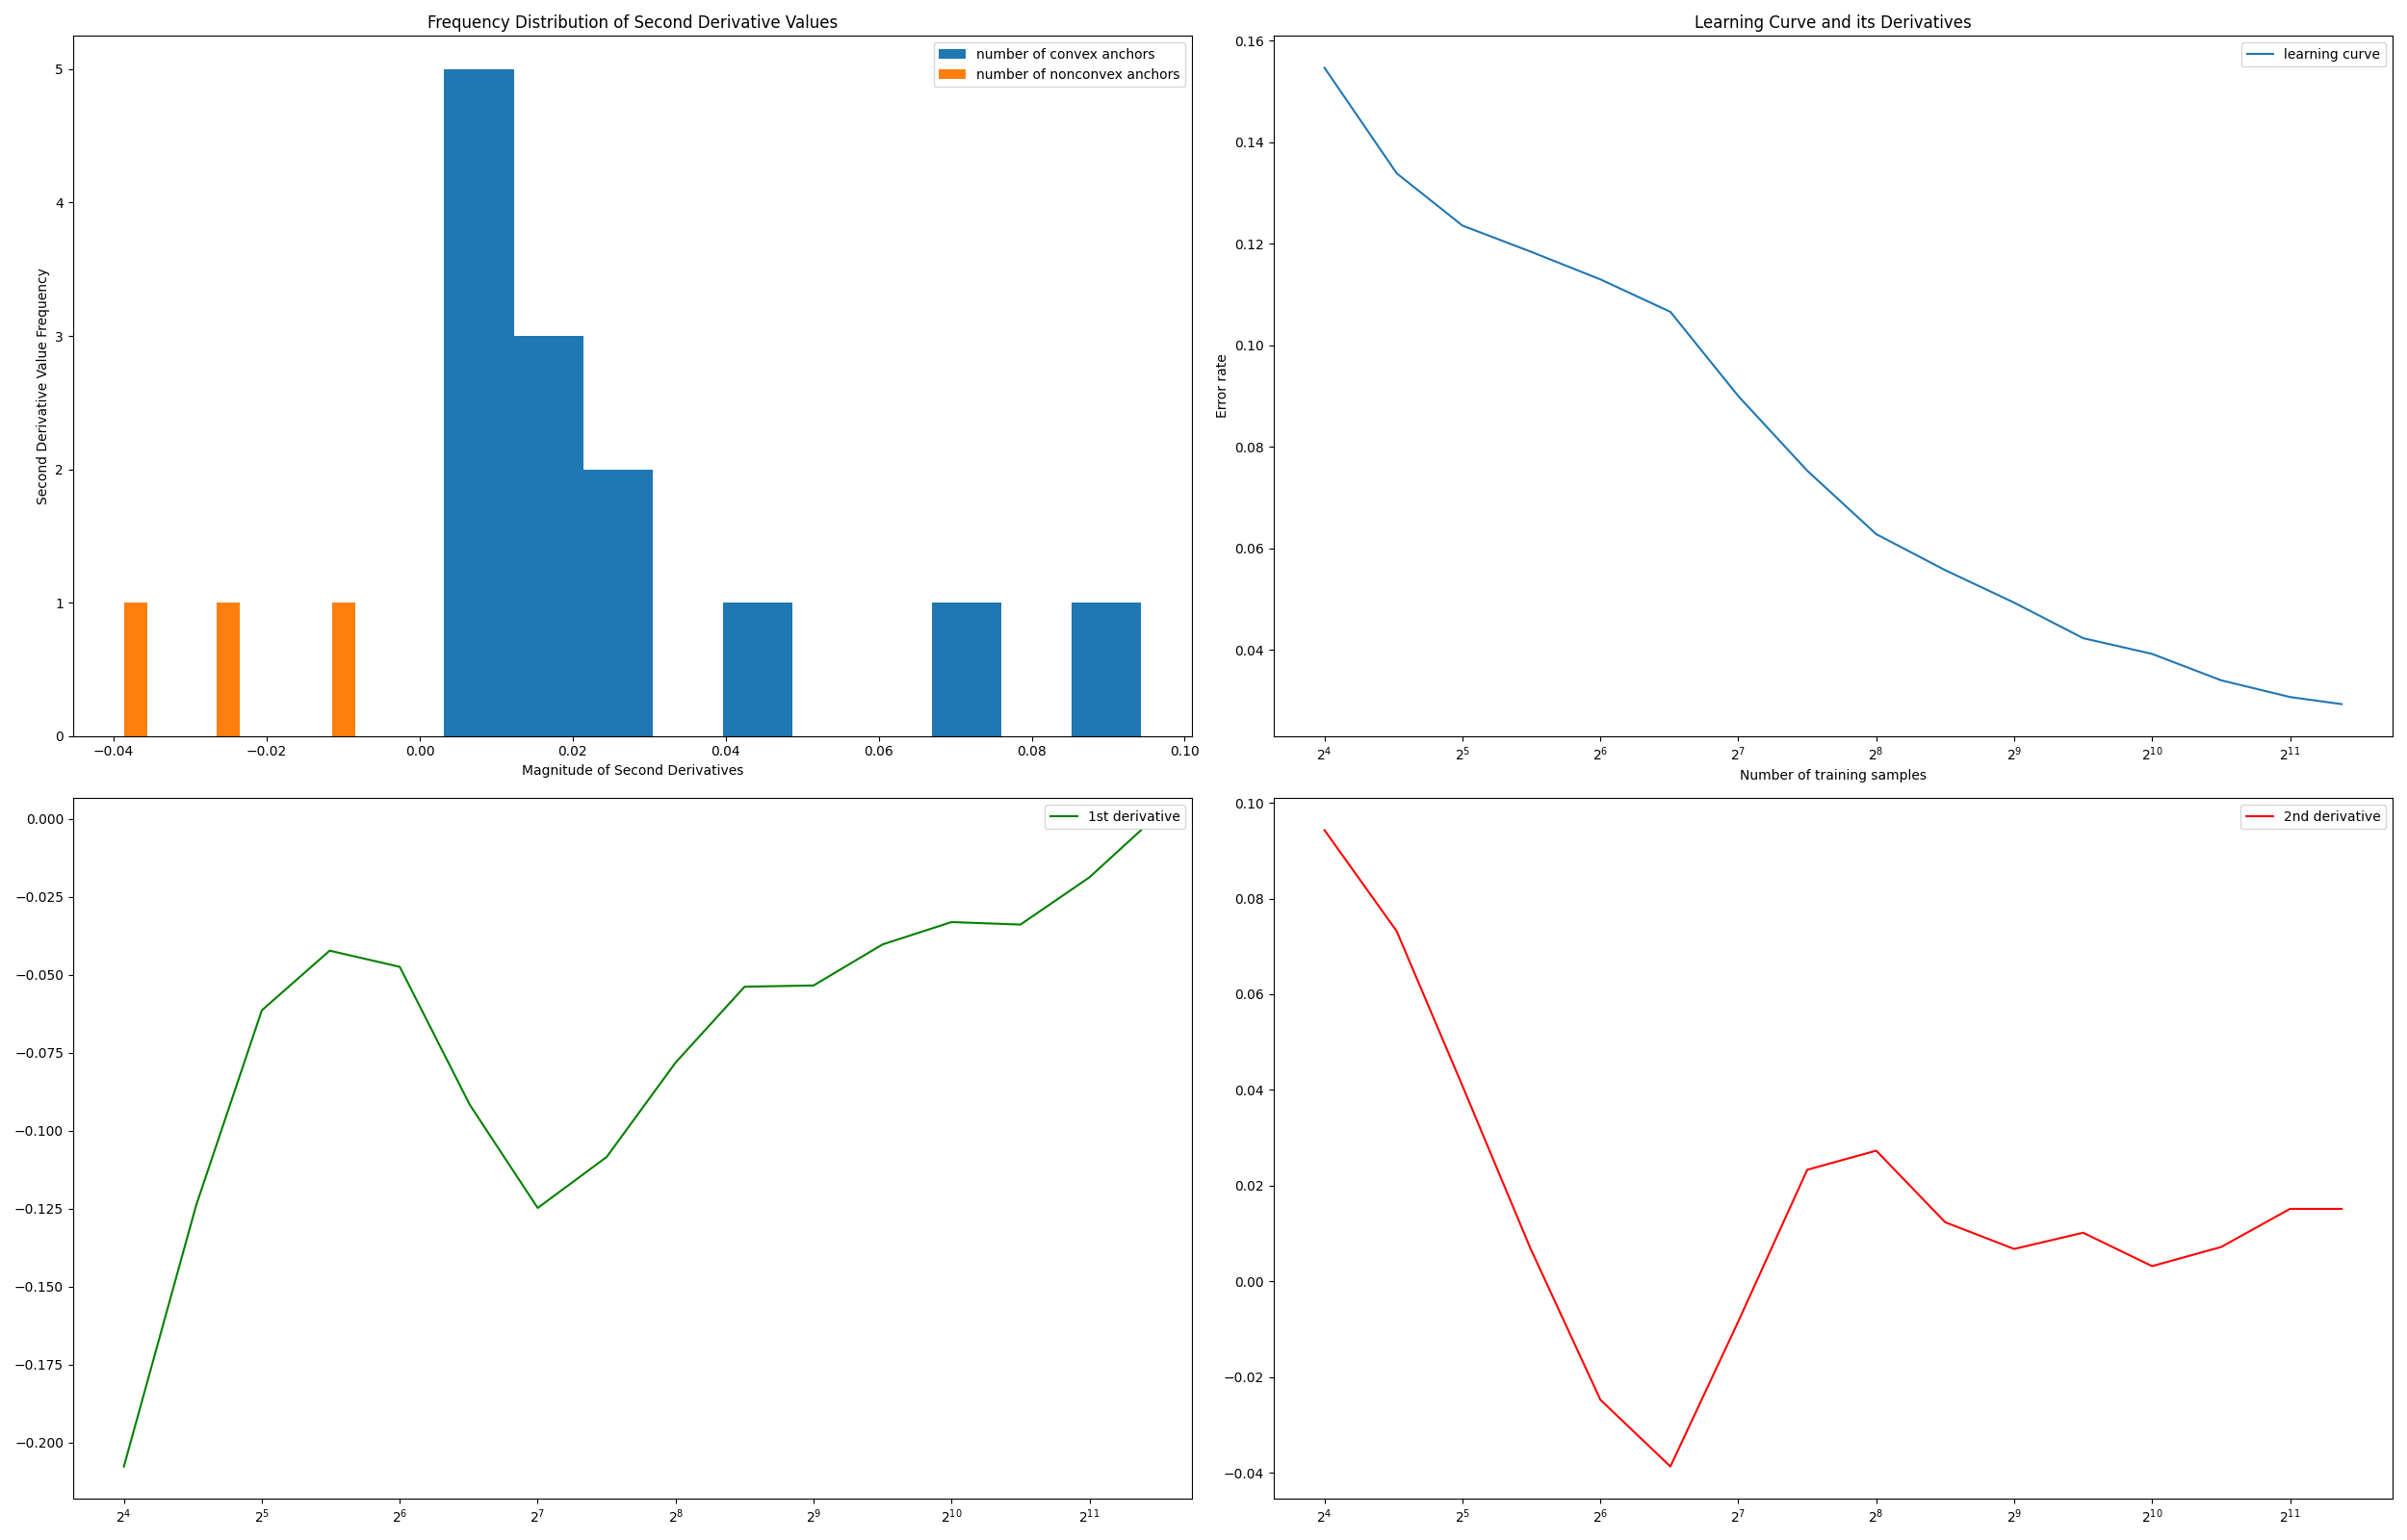 Frequency Distribution of Second Derivative Values
number of convex anchors
number of nonconvex anchors
Second Derivative Value Frequency
5
4
3
2
1
0
−0.04 −0.02 0.00 0.02 0.04 0.06 0.08 0.10
Magnitude of Second Derivatives
Learning Curve and its Derivatives
learning curve
Error rate
0.16
0.14
0.12
0.10
0.08
0.06
0.04
2⁴ 2⁵ 2⁶ 2⁷ 2⁸ 2⁹ 2¹⁰ 2¹¹
Number of training samples
1st derivative
0.000
−0.025
−0.050
−0.075
−0.100
−0.125
−0.150
−0.175
−0.200
2⁴ 2⁵ 2⁶ 2⁷ 2⁸ 2⁹ 2¹⁰ 2¹¹
2nd derivative
0.10
0.08
0.06
0.04
0.02
0.00
−0.02
−0.04
2⁴ 2⁵ 2⁶ 2⁷ 2⁸ 2⁹ 2¹⁰ 2¹¹